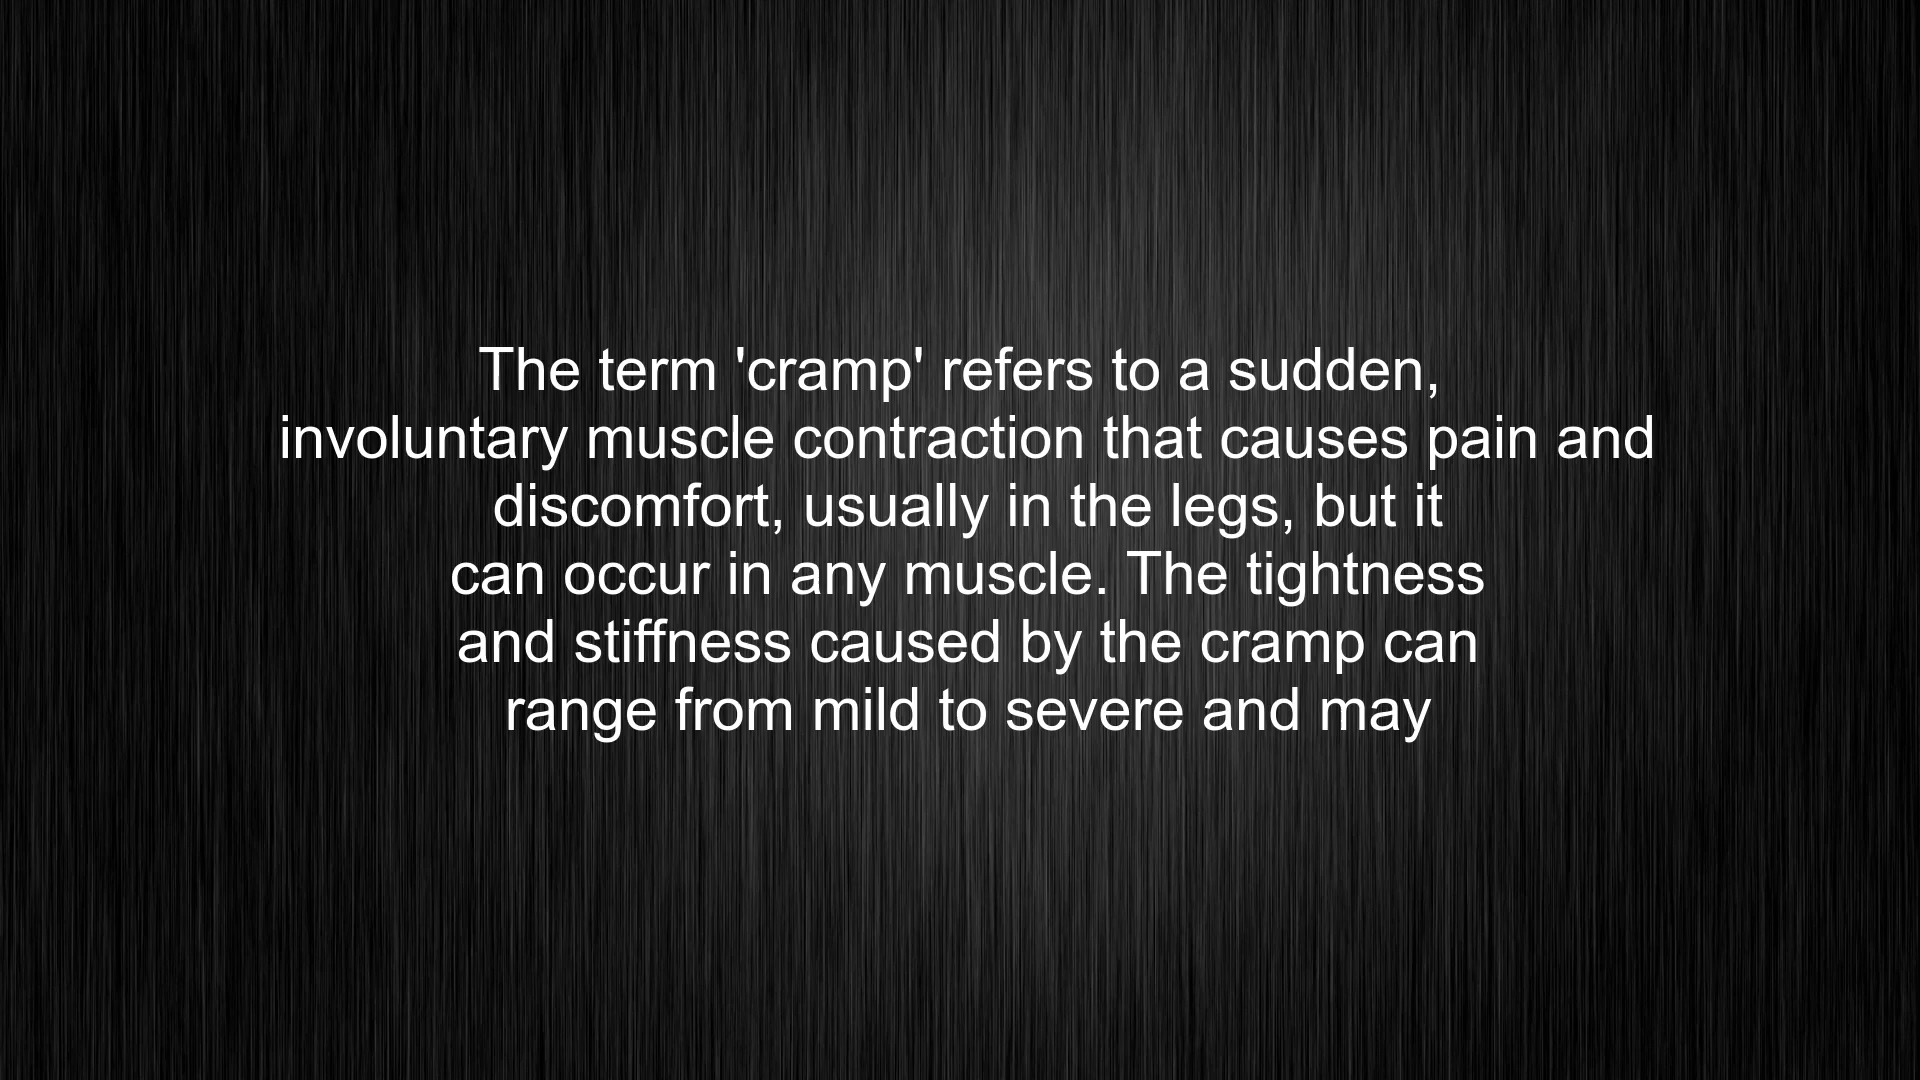 The term 'cramp' refers to a sudden,
involuntary muscle contraction that causes pain and
discomfort, usually in the legs, but it
can occur in any muscle. The tightness
and stiffness caused by the cramp can
range from mild to severe and may